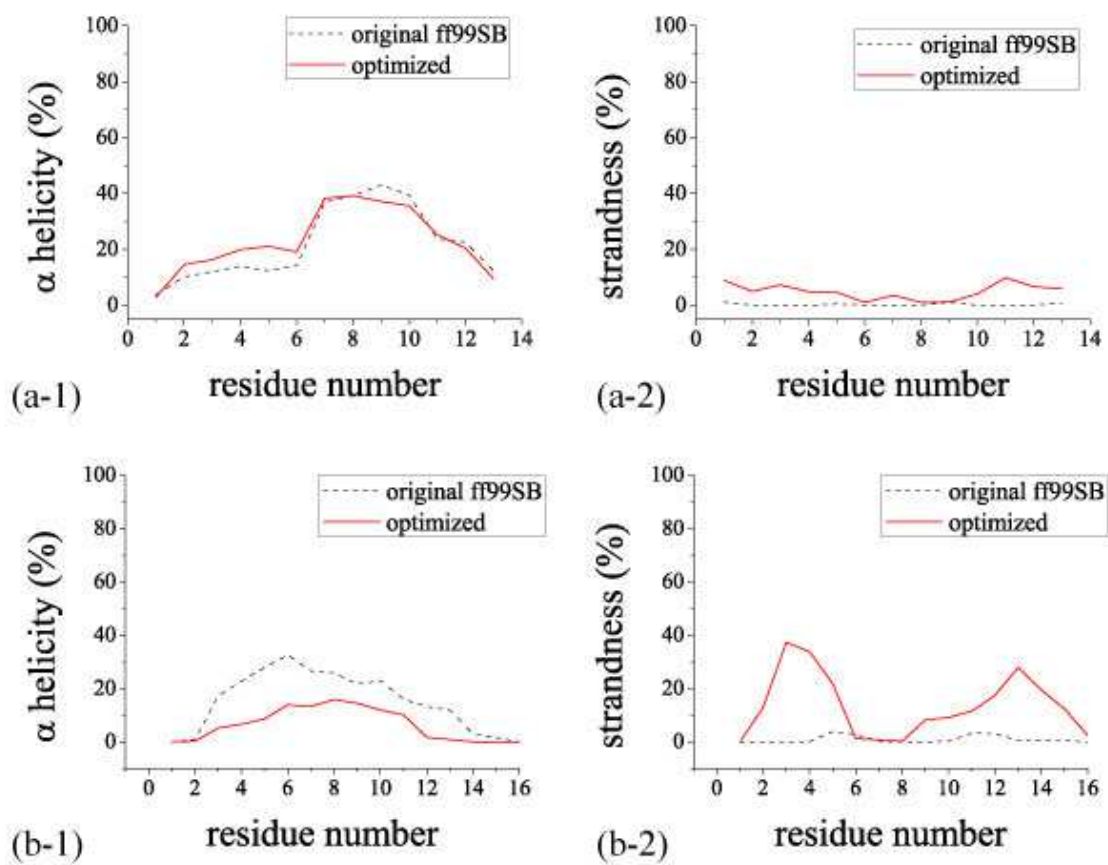 100
80
60
40
20
0
α helicity (%)
original ff99SB
optimized
0 2 4 6 8 10 12 14
residue number
(a-1)
100
80
60
40
20
0
strandness (%)
original ff99SB
optimized
0 2 4 6 8 10 12 14
residue number
(a-2)
100
80
60
40
20
0
α helicity (%)
original ff99SB
optimized
0 2 4 6 8 10 12 14 16
residue number
(b-1)
100
80
60
40
20
0
strandness (%)
original ff99SB
optimized
0 2 4 6 8 10 12 14 16
residue number
(b-2)